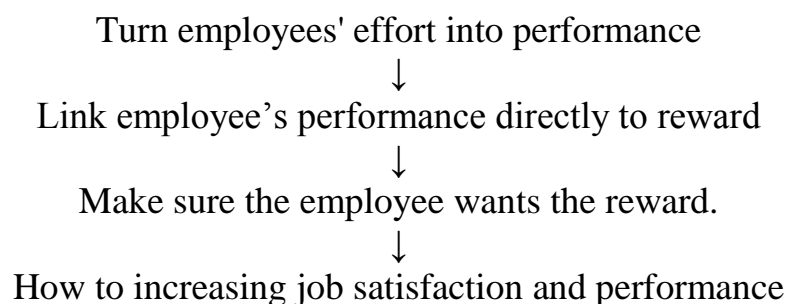 Turn employees' effort into performance
↓
Link employee’s performance directly to reward
↓
Make sure the employee wants the reward.
↓
How to increasing job satisfaction and performance